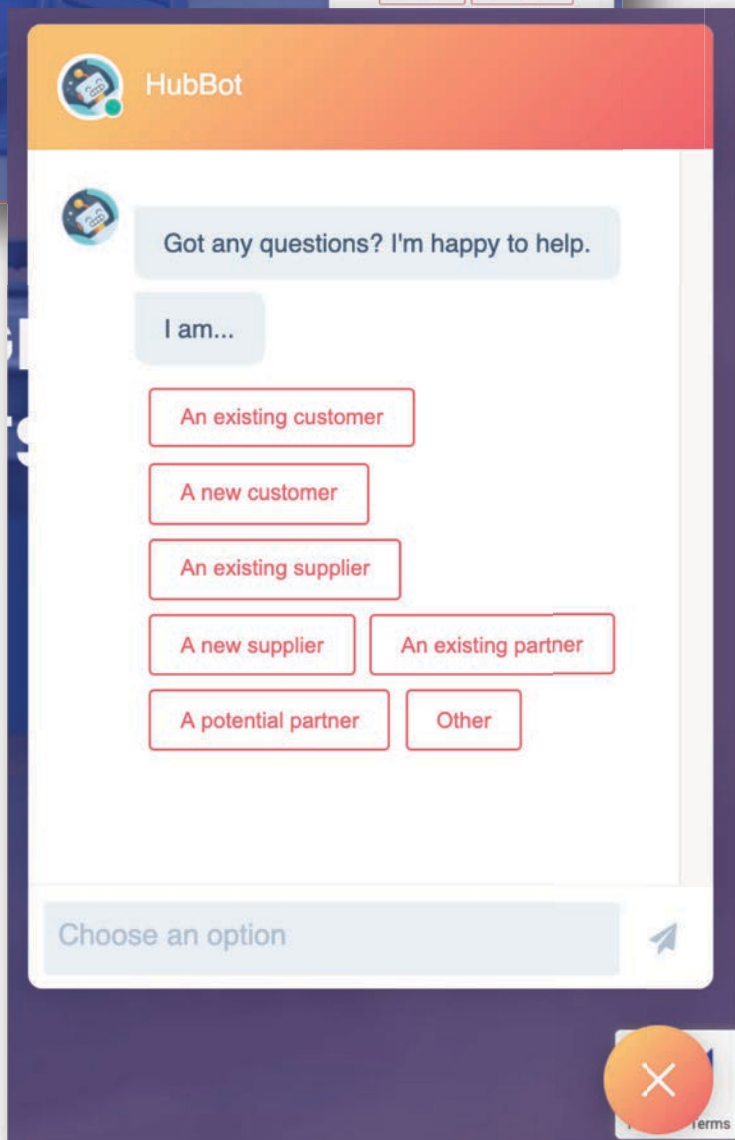 HubBot
Got any questions? I'm happy to help.
I am...
An existing customer
A new customer
An existing supplier
A new supplier An existing partner
A potential partner Other
Choose an option
Terms